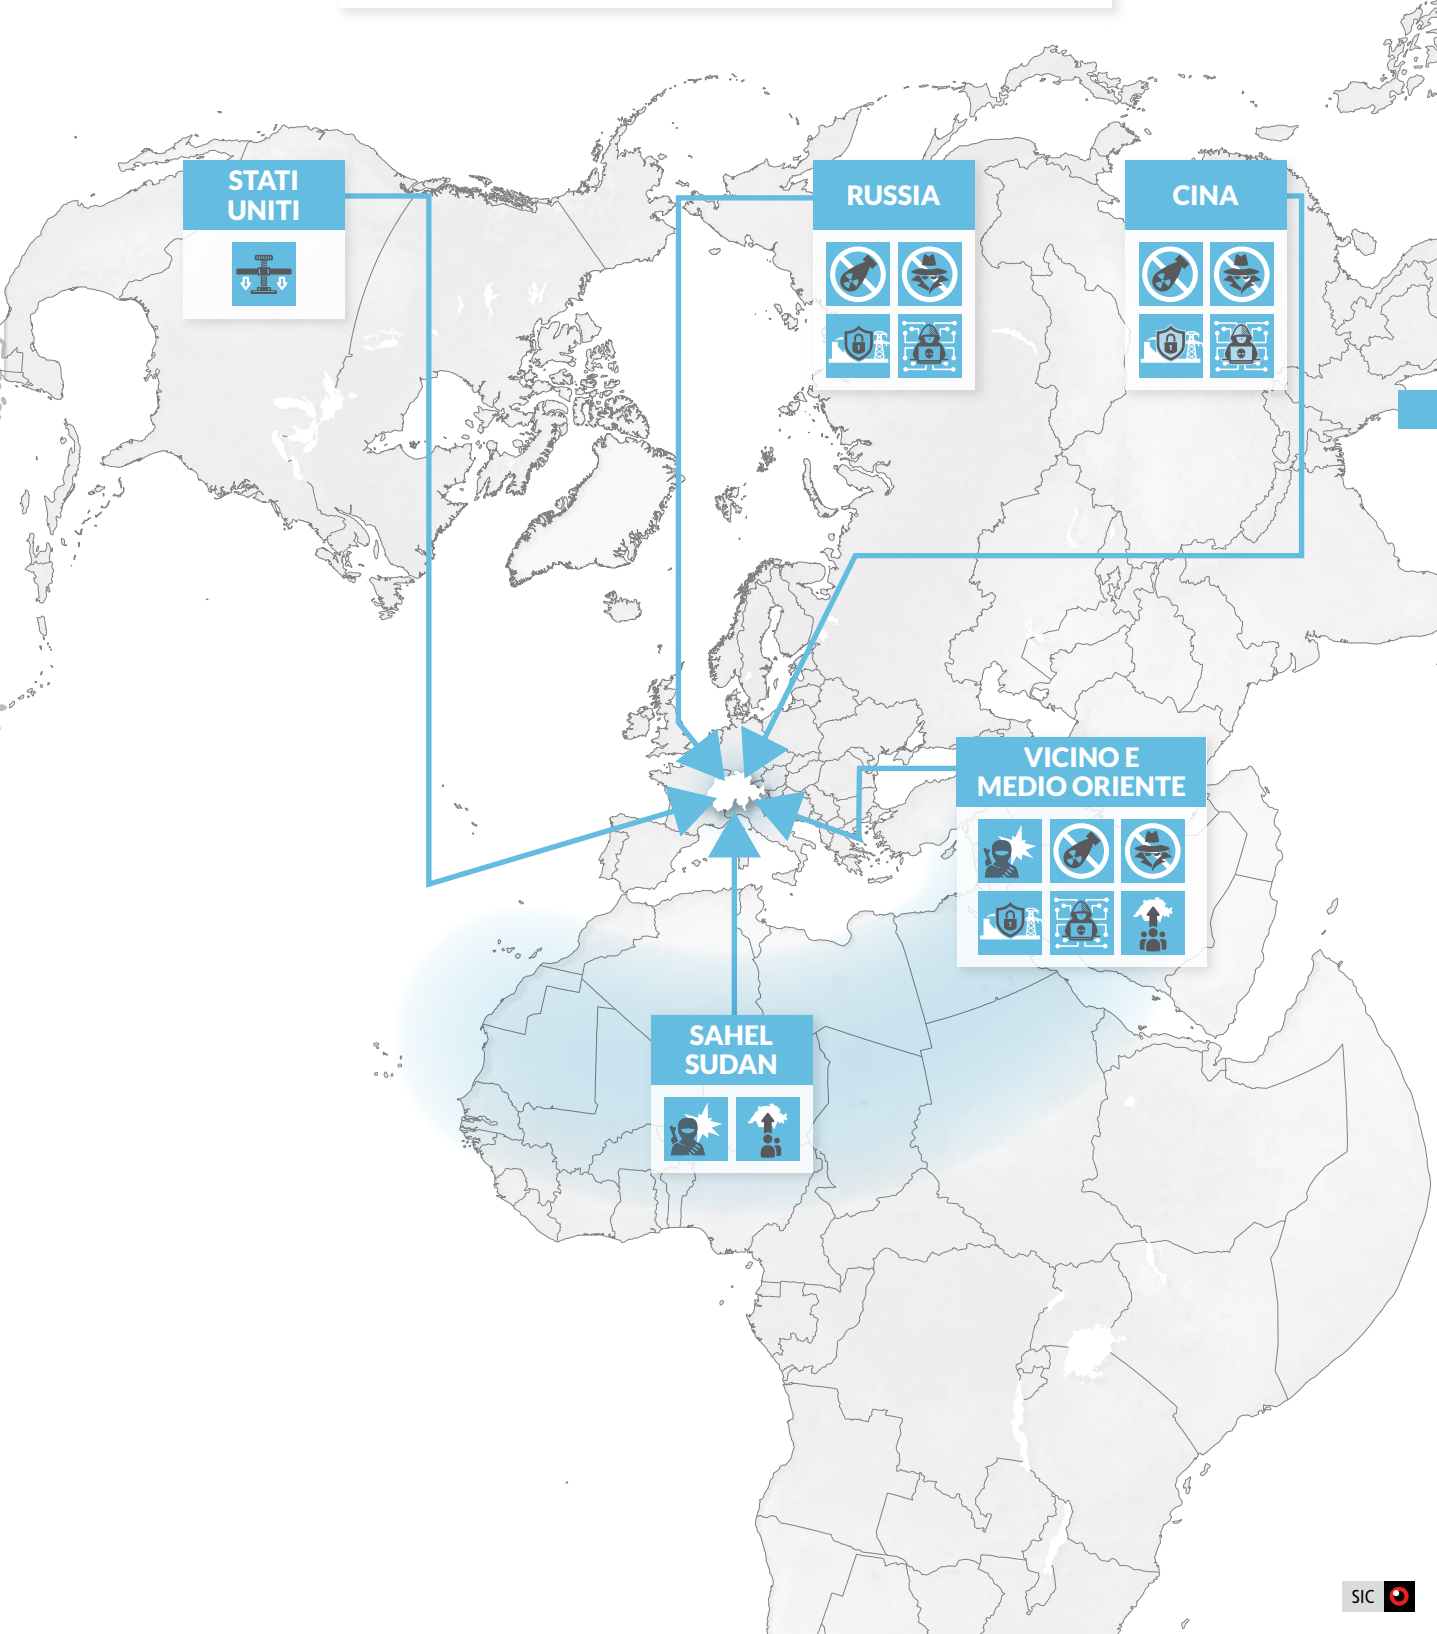 STATI
UNITI
RUSSIA
CINA
VICINO E
MEDIO ORIENTE
SAHEL
SUDAN
SIC